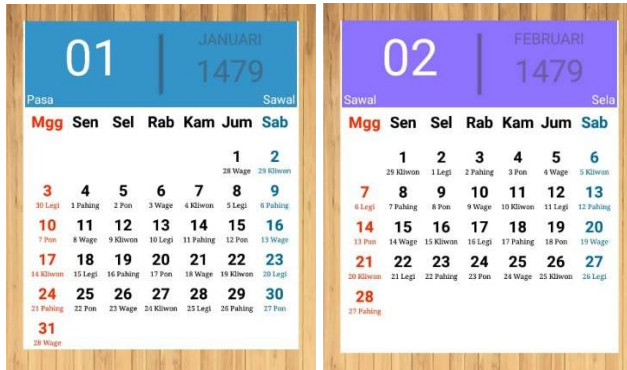 01
JANUARI
1479
Pasa Sawal
Mgg Sen Sel Rab Kam Jum Sab
1 2
28 Wage 29 Kliwon
3 4 5 6 7 8 9
30 Legi 1 Pahing 2 Pon 3 Wage 4 Kliwon 5 Legi 6 Pahing
10 11 12 13 14 15 16
7 Pon 8 Wage 9 Kliwon 10 Legi 11 Pahing 12 Pon 13 Wage
17 18 19 20 21 22 23
14 Kliwon 15 Legi 16 Pahing 17 Pon 18 Wage 19 Kliwon 20 Legi
24 25 26 27 28 29 30
21 Pahing 22 Pon 23 Wage 24 Kliwon 25 Legi 26 Pahing 27 Pon
31
28 Wage
02
FEBRUARI
1479
Sawal Sela
Mgg Sen Sel Rab Kam Jum Sab
1 2 3 4 5 6
29 Kliwon 1 Legi 2 Pahing 3 Pon 4 Wage 5 Kliwon
7 8 9 10 11 12 13
6 Legi 7 Pahing 8 Pon 9 Wage 10 Kliwon 11 Legi 12 Pahing
14 15 16 17 18 19 20
13 Pon 14 Wage 15 Kliwon 16 Legi 17 Pahing 18 Pon 19 Wage
21 22 23 24 25 26 27
20 Kliwon 21 Legi 22 Pahing 23 Pon 24 Wage 25 Kliwon 26 Legi
28
27 Pahing